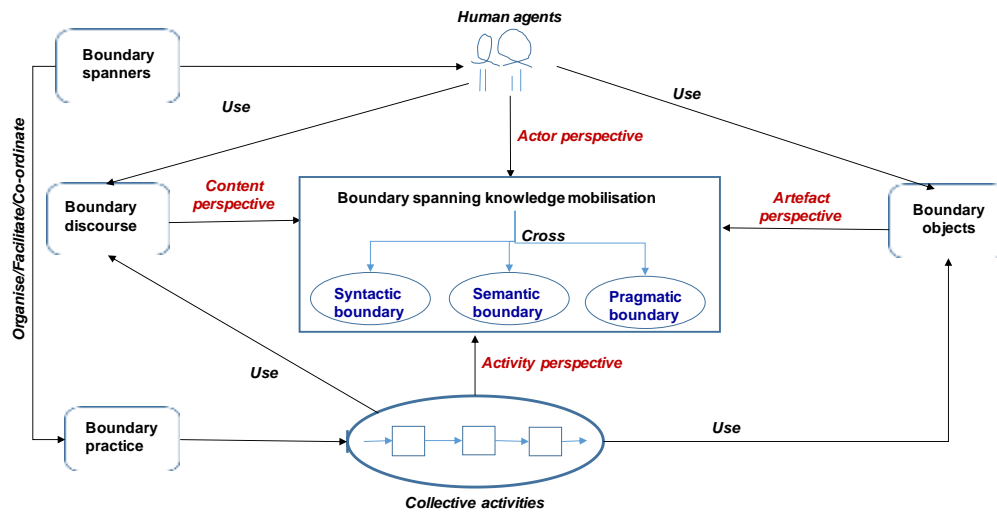 Human agents
Boundary
spanners
Use
Use
Actor perspective
Organise/Facilitate/Co-ordinate
Content
perspective
Boundary
discourse
Boundary spanning knowledge mobilisation
Artefact
perspective
Boundary
objects
Cross
Syntactic
boundary
Semantic
boundary
Pragmatic
boundary
Activity perspective
Use
Boundary
practice
Use
Collective activities